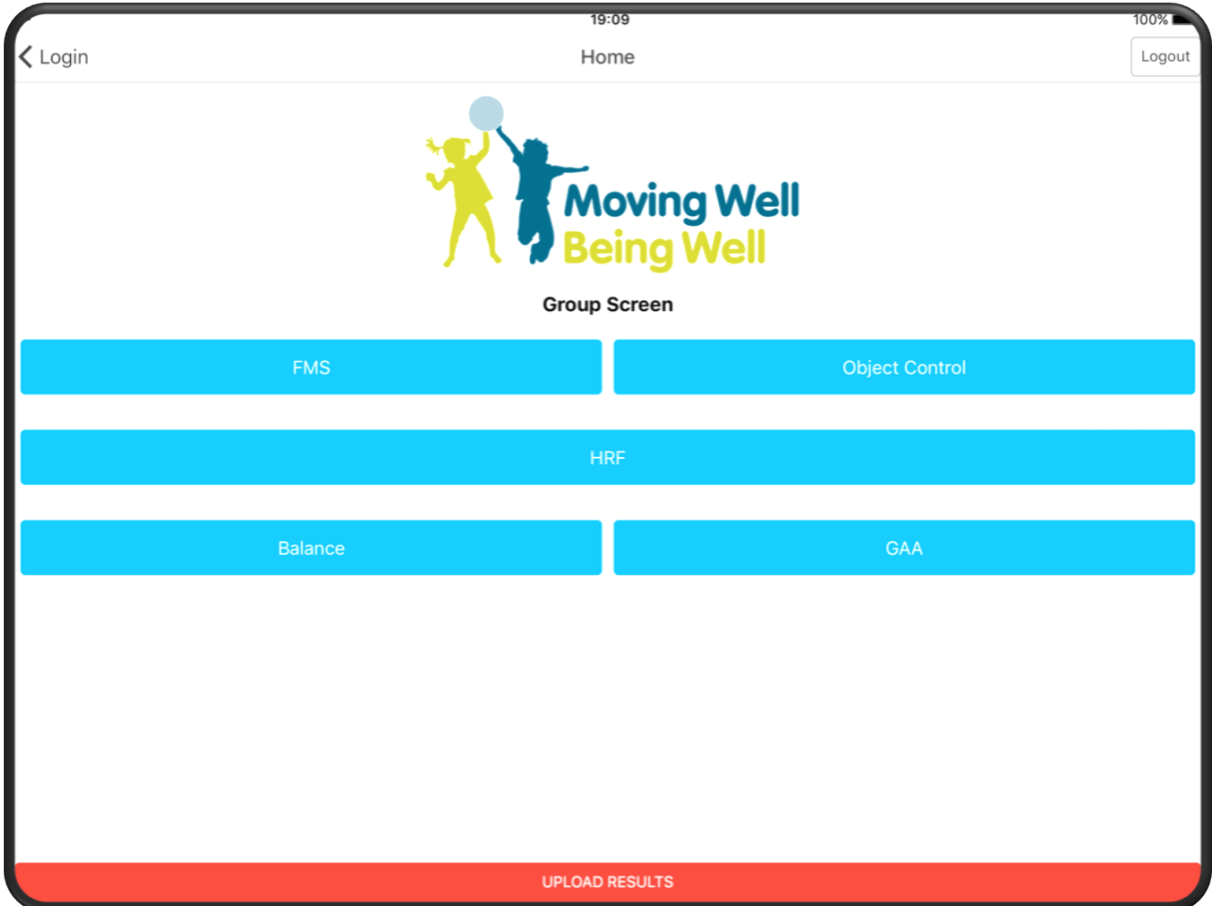 19:09 100%
Login Home Logout
Moving Well
Being Well
Group Screen
FMS Object Control
HRF
Balance GAA
UPLOAD RESULTS